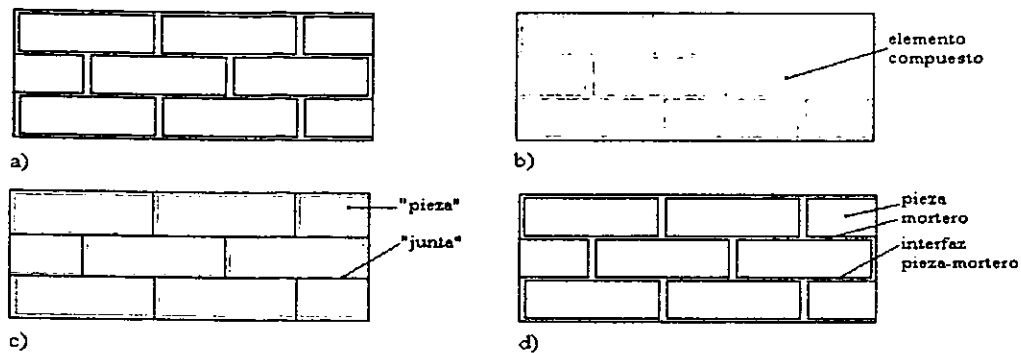 elemento
compuesto
a)
b)
"pieza"
"junta"
pieza
mortero
interfaz
pieza-mortero
c)
d)